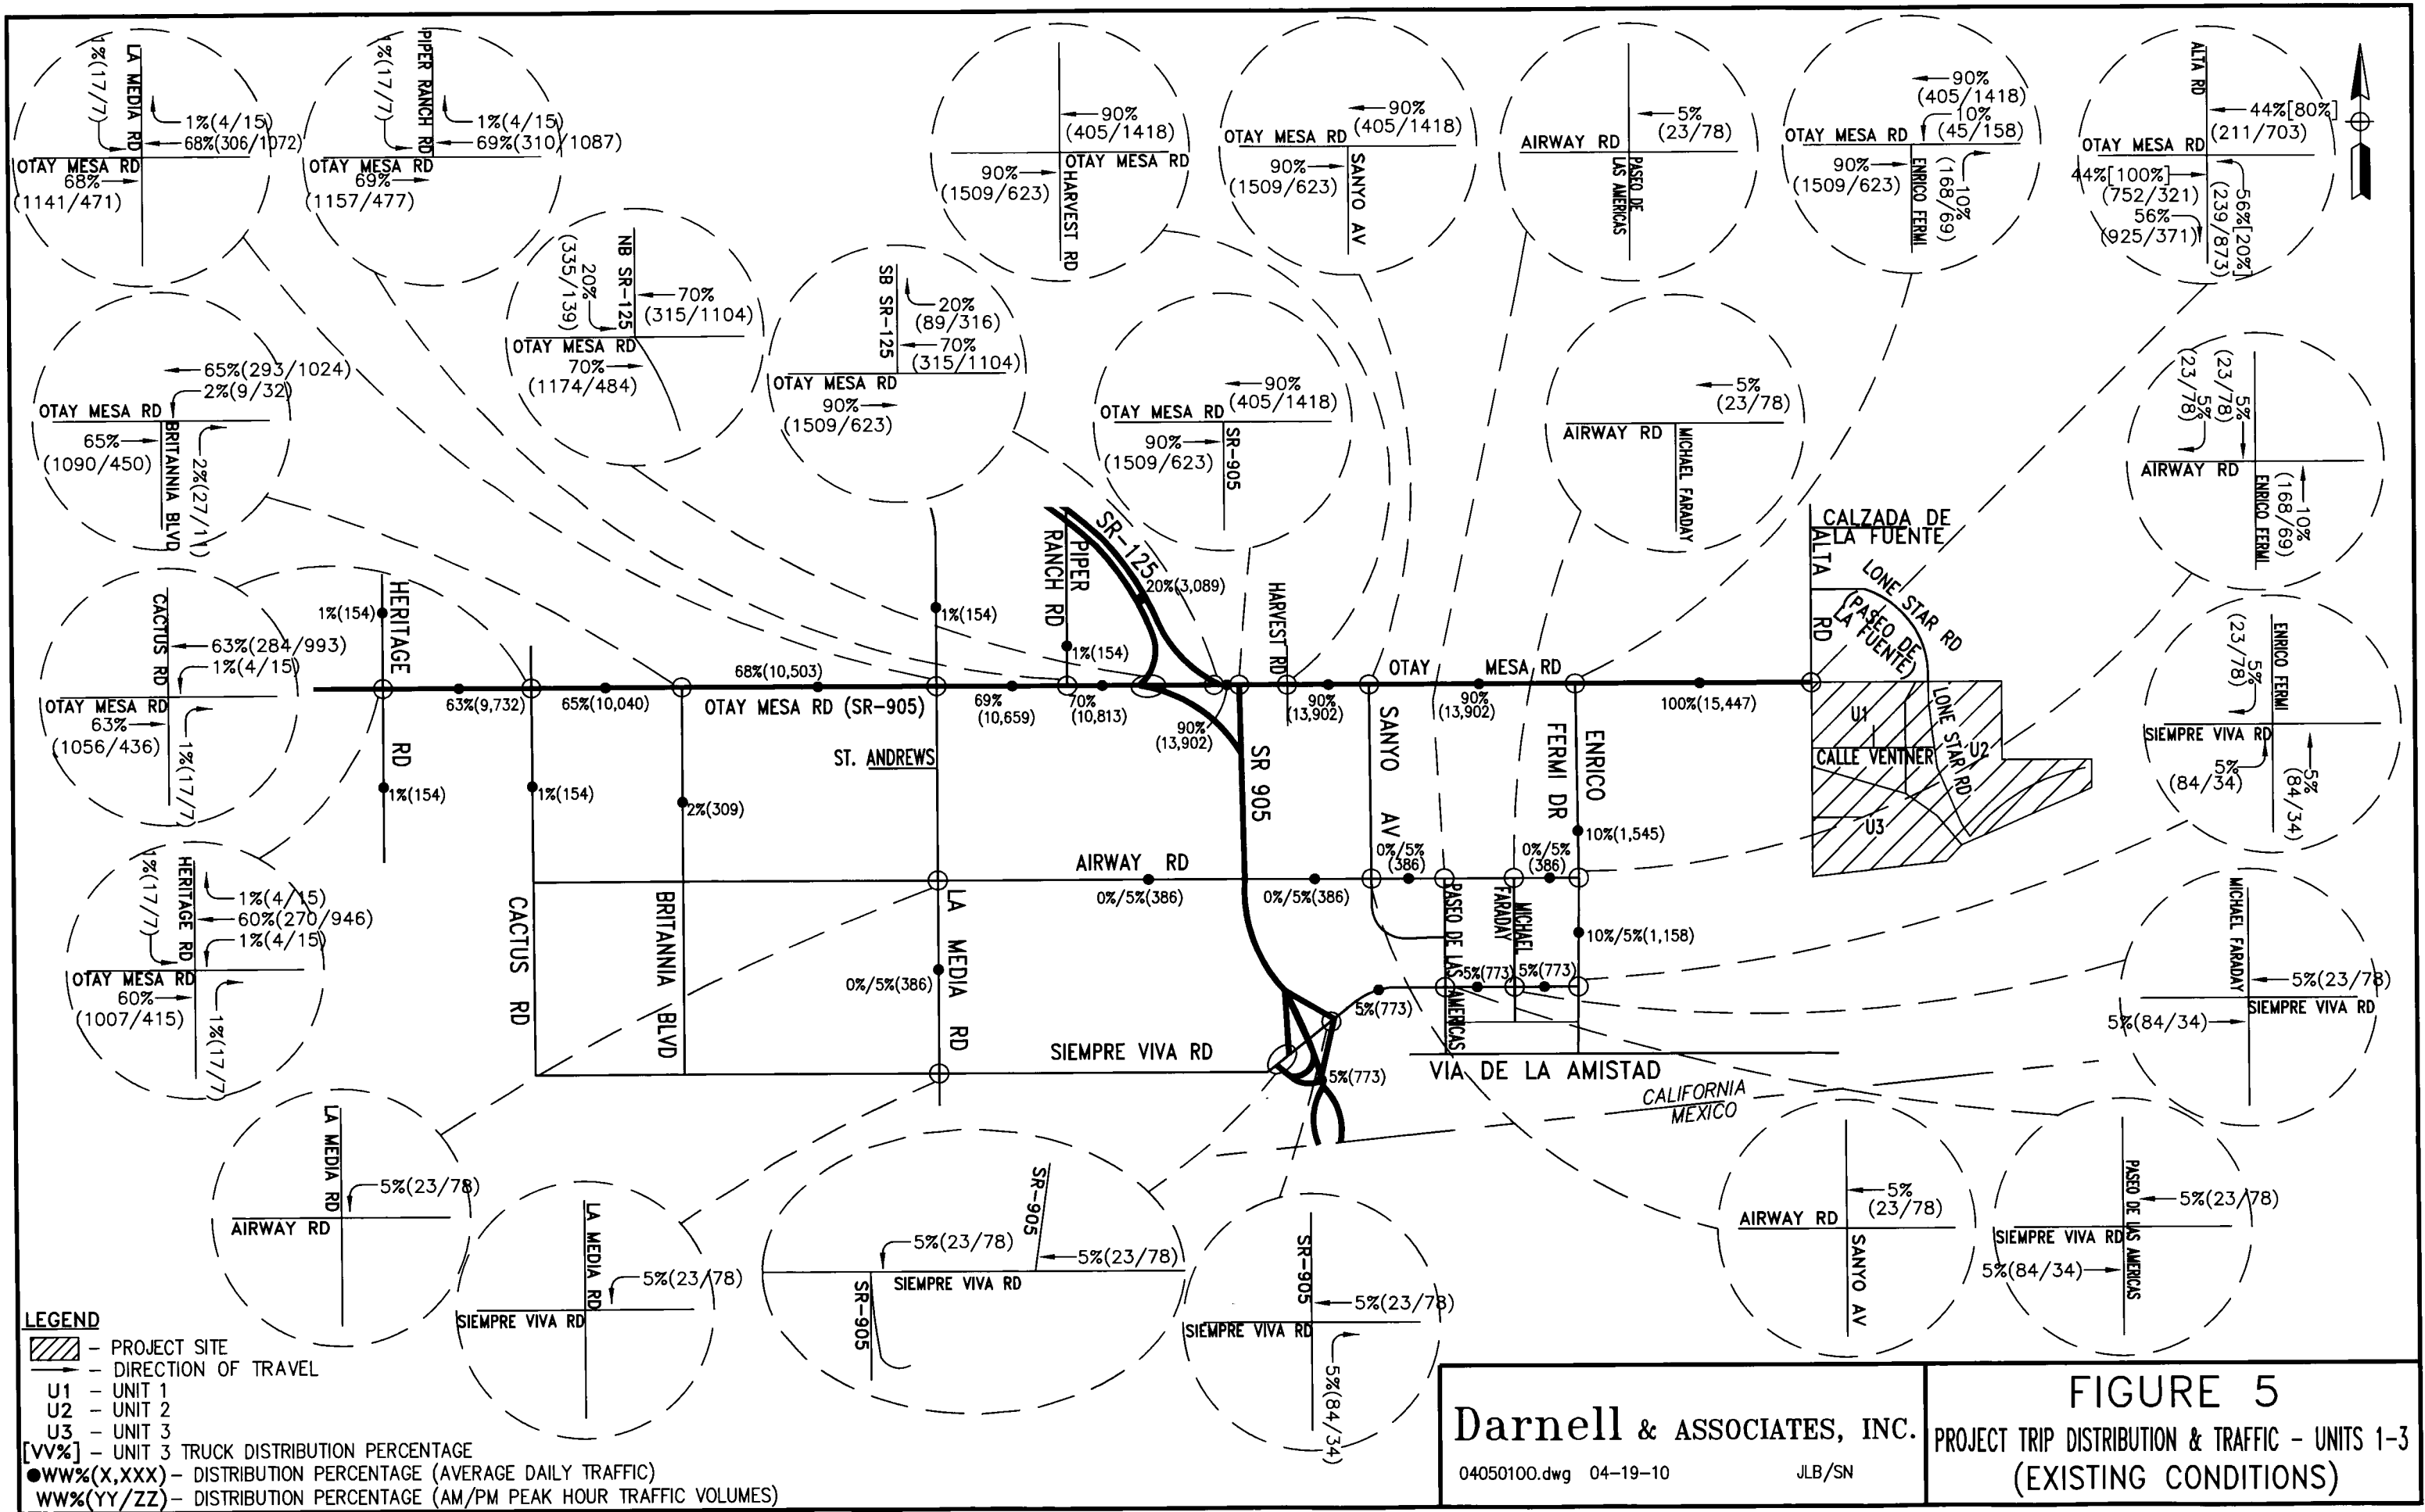 LA MEDIA RD
1%(17/7)
1%(4/15)
68%(306/1072)
OTAY MESA RD
68%
(1141/471)
PIPER RANCH RD
1%(17/7)
1%(4/15)
69%(310/1087)
OTAY MESA RD
69%
(1157/477)
90%
(405/1418)
OTAY MESA RD
90%
(1509/623)
HARVEST RD
90%
(405/1418)
OTAY MESA RD
90%
(1509/623)
SANYO AV
5%
(23/78)
AIRWAY RD
PASEO DE
LAS AMERICAS
90%
(405/1418)
10%
(45/158)
OTAY MESA RD
90%
(1509/623)
ENRICO FERMI
10%
(168/69)
ALTA RD
44%[80%]
(211/703)
OTAY MESA RD
44%[100%]
(752/321)
56%
(925/371)
56%[20%]
(239/873)
NB SR-125
20%
(335/139)
70%
(315/1104)
OTAY MESA RD
70%
(1174/484)
SB SR-125
20%
(89/316)
70%
(315/1104)
OTAY MESA RD
90%
(1509/623)
90%
(405/1418)
OTAY MESA RD
90%
(1509/623)
SR-905
5%
(23/78)
AIRWAY RD
MICHAEL FARADAY
5%
(23/78)
5%
(23/78)
AIRWAY RD
ENRICO FERMI
10%
(168/69)
65%(293/1024)
2%(9/32)
OTAY MESA RD
65%
(1090/450)
BRITANNIA BLVD
2%(27/11)
CACTUS RD
63%(284/993)
1%(4/15)
OTAY MESA RD
63%
(1056/436)
1%(17/7)
HERITAGE RD
1%(17/7)
1%(4/15)
60%(270/946)
1%(4/15)
OTAY MESA RD
60%
(1007/415)
1%(17/7)
ENRICO FERMI
5%
(23/78)
SIEMPRE VIVA RD
5%
(84/34)
5%
(84/34)
MICHAEL FARADAY
5%(23/78)
SIEMPRE VIVA RD
5%(84/34)
SR-125
20%(3,089)
PIPER
RANCH RD
1%(154)
1%(154)
HERITAGE
RD
1%(154)
1%(154)
HARVEST RD
CALZADA DE
LA FUENTE
ALTA
RD
LONE STAR RD
(PASEO DE
LA FUENTE)
63%(9,732)
65%(10,040)
68%(10,503)
OTAY MESA RD (SR-905)
69%
(10,659)
70%
(10,813)
90%
(13,902)
90%
(13,902)
OTAY MESA RD
90%
(13,902)
100%(15,447)
U1
U2
U3
CALLE VENTNER
LONE STAR RD
ST. ANDREWS
SR 905
SANYO
AV
ENRICO
FERMI DR
1%(154)
2%(309)
10%(1,545)
AIRWAY RD
0%/5%
(386)
0%/5%
(386)
0%/5%(386)
0%/5%(386)
CACTUS RD
BRITANNIA BLVD
LA MEDIA RD
0%/5%(386)
PASEO DE LAS AMERICAS
MICHAEL
FARADAY
10%/5%(1,158)
5%(773)
5%(773)
5%(773)
5%(773)
SIEMPRE VIVA RD
VIA DE LA AMISTAD
CALIFORNIA
MEXICO
LA MEDIA RD
5%(23/78)
AIRWAY RD
LA MEDIA RD
5%(23/78)
SIEMPRE VIVA RD
SR-905
5%(23/78)
5%(23/78)
SIEMPRE VIVA RD
SR-905
SR-905
5%(23/78)
SIEMPRE VIVA RD
5%(84/34)
5%
(23/78)
AIRWAY RD
SANYO AV
PASEO DE LAS AMERICAS
5%(23/78)
SIEMPRE VIVA RD
5%(84/34)
LEGEND
- PROJECT SITE
- DIRECTION OF TRAVEL
U1 - UNIT 1
U2 - UNIT 2
U3 - UNIT 3
[VV%] - UNIT 3 TRUCK DISTRIBUTION PERCENTAGE
●WW%(X,XXX)- DISTRIBUTION PERCENTAGE (AVERAGE DAILY TRAFFIC)
WW%(YY/ZZ)- DISTRIBUTION PERCENTAGE (AM/PM PEAK HOUR TRAFFIC VOLUMES)
Darnell & ASSOCIATES, INC.
04050100.dwg 04-19-10 JLB/SN
FIGURE 5
PROJECT TRIP DISTRIBUTION & TRAFFIC - UNITS 1-3
(EXISTING CONDITIONS)